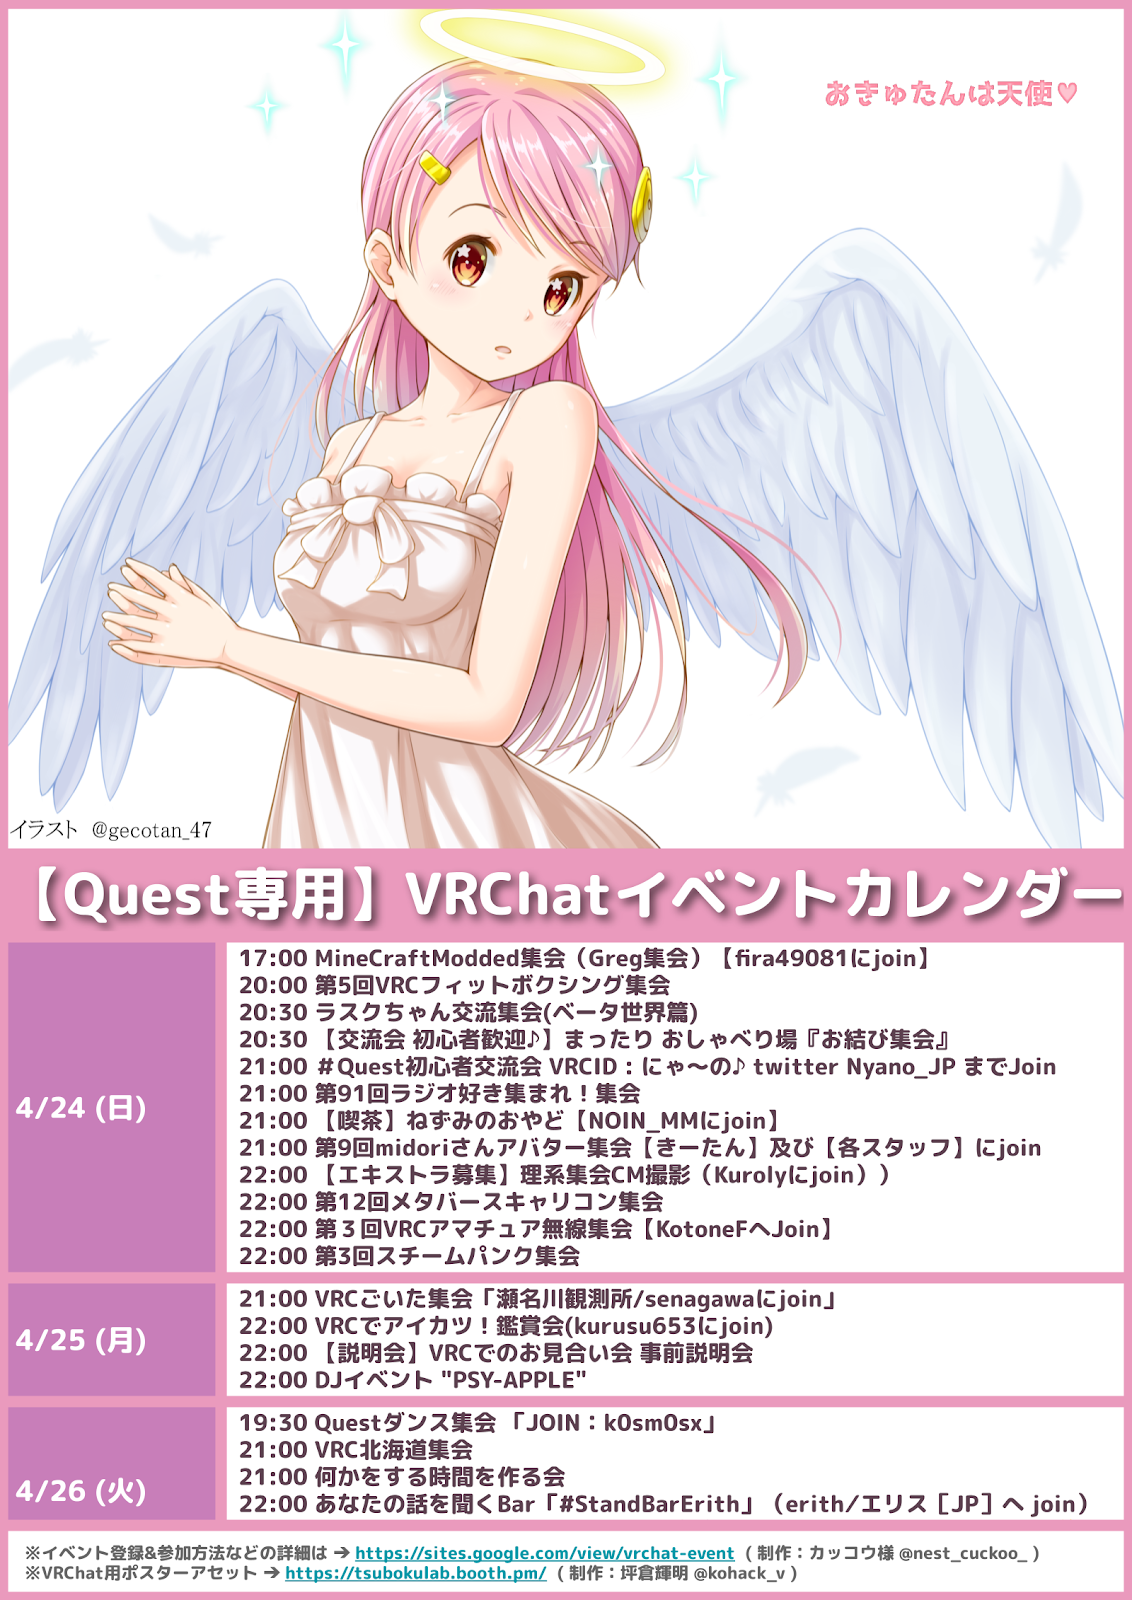 おきゅたんは天使♥
イラスト @gecotan_47
【Quest専用】VRChatイベントカレンダー
4/24 (日)
17:00 MineCraftModded集会（Greg集会）【fira49081にjoin】
20:00 第5回VRCフィットボクシング集会
20:30 ラスクちゃん交流集会(ベータ世界篇)
20:30 【交流会 初心者歓迎♪】まったり おしゃべり場『お結び集会』
21:00 ＃Quest初心者交流会 VRCID：にゃ〜の♪ twitter Nyano_JP までJoin
21:00 第91回ラジオ好き集まれ！集会
21:00 【喫茶】ねずみのおやど【NOIN_MMにjoin】
21:00 第9回midoriさんアバター集会【きーたん】及び【各スタッフ】にjoin
22:00 【エキストラ募集】理系集会CM撮影（Kurolyにjoin））
22:00 第12回メタバースキャリコン集会
22:00 第３回VRCアマチュア無線集会【KotoneFへJoin】
22:00 第3回スチームパンク集会
4/25 (月)
21:00 VRCごいた集会「瀬名川観測所/senagawaにjoin」
22:00 VRCでアイカツ！鑑賞会(kurusu653にjoin)
22:00 【説明会】VRCでのお見合い会 事前説明会
22:00 DJイベント "PSY-APPLE"
4/26 (火)
19:30 Questダンス集会 「JOIN：k0sm0sx」
21:00 VRC北海道集会
21:00 何かをする時間を作る会
22:00 あなたの話を聞くBar「#StandBarErith」（erith/エリス［JP］へ join）
※イベント登録&参加方法などの詳細は → https://sites.google.com/view/vrchat-event ( 制作：カッコウ様 @nest_cuckoo_ )
※VRChat用ポスターアセット → https://tsubokulab.booth.pm/ ( 制作：坪倉輝明 @kohack_v )